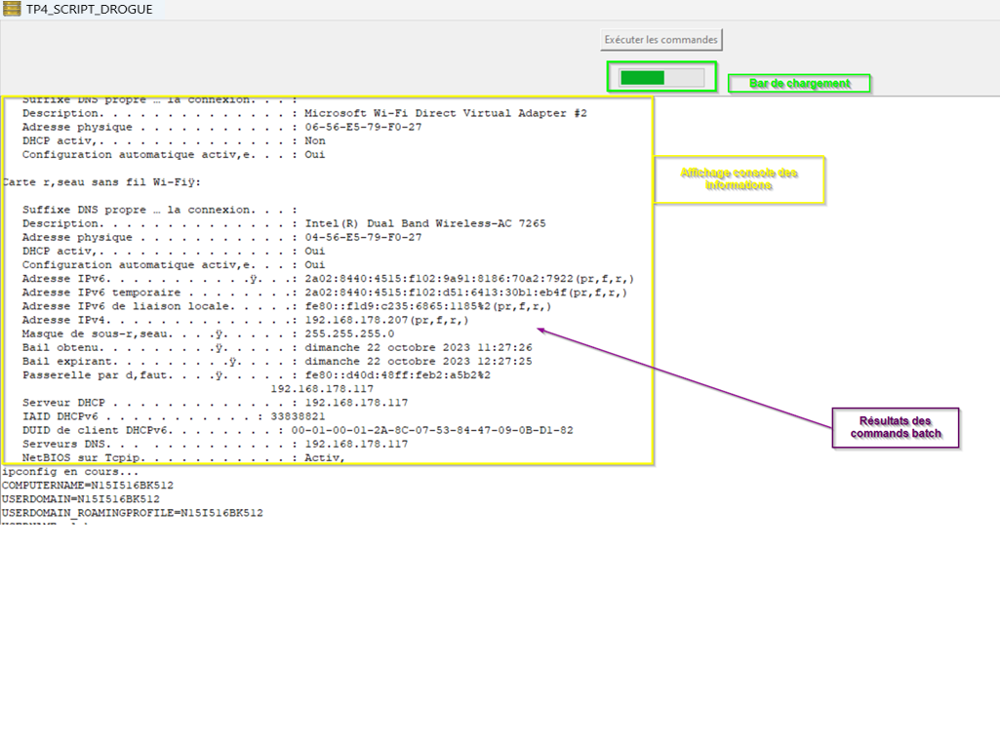 TP4_SCRIPT_DROGUE
Exécuter les commandes
Bar de chargement
Suffixe DNS propre … la connexion. . . :
Description. . . . . . . . . . . . . . . : Microsoft Wi-Fi Direct Virtual Adapter #2
Adresse physique . . . . . . . . . . . : 06-56-E5-79-F0-27
DHCP activ‚. . . . . . . . . . . . . . : Non
Configuration automatique activ‚e. . . : Oui
Carte r‚seau sans fil Wi-Fiÿ:
Affichage console des
Informations
Suffixe DNS propre … la connexion. . . :
Description. . . . . . . . . . . . . . . : Intel(R) Dual Band Wireless-AC 7265
Adresse physique . . . . . . . . . . . : 04-56-E5-79-F0-27
DHCP activ‚. . . . . . . . . . . . . . : Oui
Configuration automatique activ‚e. . . : Oui
Adresse IPv6. . . . . . . . . . .ÿ. . .: 2a02:8440:4515:f102:9a91:8186:70a2:7922(pr‚f‚r‚)
Adresse IPv6 temporaire . . . . . . . .: 2a02:8440:4515:f102:d51:6413:30b1:eb4f(pr‚f‚r‚)
Adresse IPv6 de liaison locale. . . . .: fe80::f1d9:c235:6865:1185%2(pr‚f‚r‚)
Adresse IPv4. . . . . . . . . . . . . .: 192.168.178.207(pr‚f‚r‚)
Masque de sous-r‚seau. . . .ÿ. . . . . : 255.255.255.0
Bail obtenu. . . . . . . . .ÿ. . . . . : dimanche 22 octobre 2023 11:27:26
Bail expirant. . . . . . . . .ÿ. . . . : dimanche 22 octobre 2023 12:27:25
Passerelle par d‚faut. . . .ÿ. . . . . : fe80::d40d:48ff:feb2:a5b2%2
192.168.178.117
Serveur DHCP . . . . . . . . . . . . . : 192.168.178.117
IAID DHCPv6 . . . . . . . . . . . : 33838821
DUID de client DHCPv6. . . . . . . . : 00-01-00-01-2A-8C-07-53-84-47-09-0B-D1-82
Serveurs DNS. . . . . . . . . . . . . : 192.168.178.117
NetBIOS sur Tcpip. . . . . . . . . . . : Activ‚
Résultats des
commands batch
ipconfig en cours...
COMPUTERNAME=N15I516BK512
USERDOMAIN=N15I516BK512
USERDOMAIN_ROAMINGPROFILE=N15I516BK512